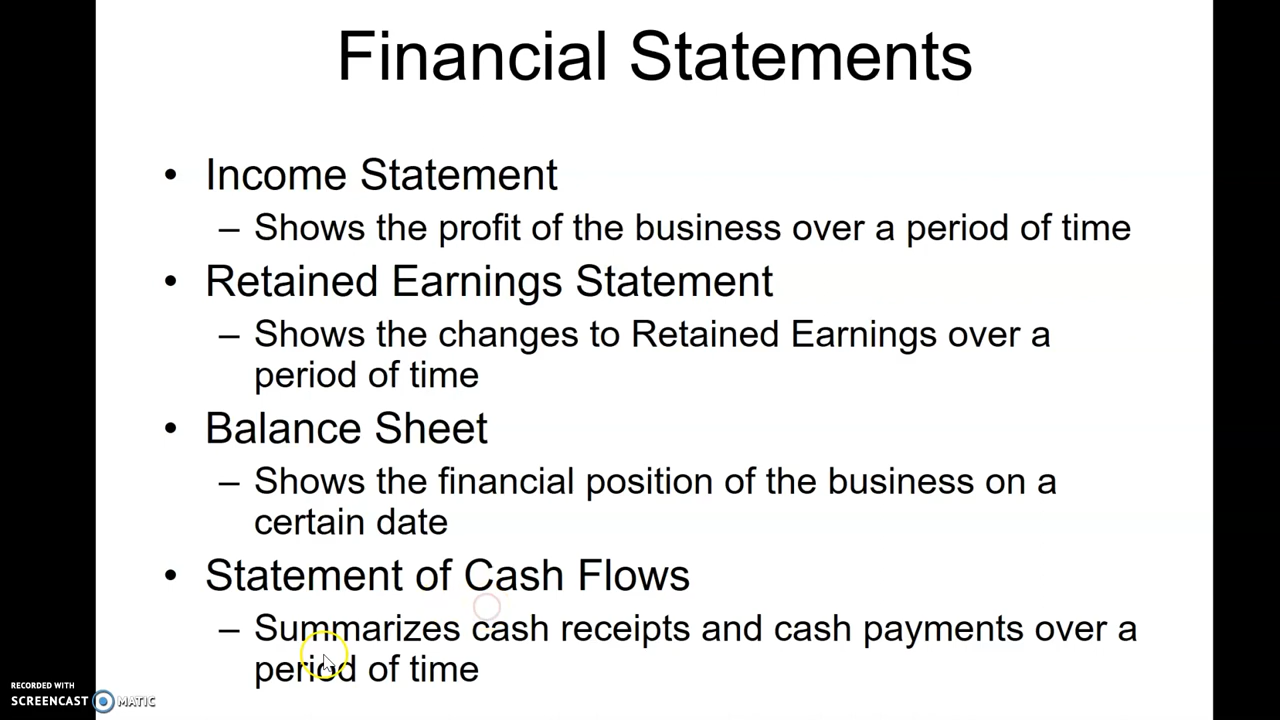 Financial Statements
• Income Statement
– Shows the profit of the business over a period of time
• Retained Earnings Statement
– Shows the changes to Retained Earnings over a
period of time
• Balance Sheet
– Shows the financial position of the business on a
certain date
• Statement of Cash Flows
– Summarizes cash receipts and cash payments over a
period of time
RECORDED WITH
SCREENCAST MATIC